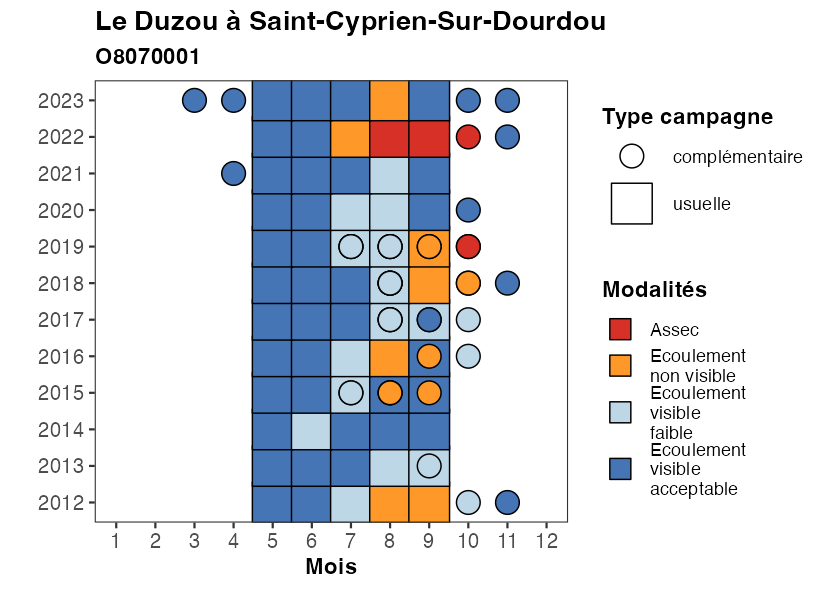 Le Duzou à Saint-Cyprien-Sur-Dourdou
O8070001
2023
2022
2021
2020
2019
2018
2017
2016
2015
2014
2013
2012
1 2 3 4 5 6 7 8 9 10 11 12
Mois
Type campagne
complémentaire
usuelle
Modalités
Assec
Ecoulement
non visible
Ecoulement
visible
faible
Ecoulement
visible
acceptable